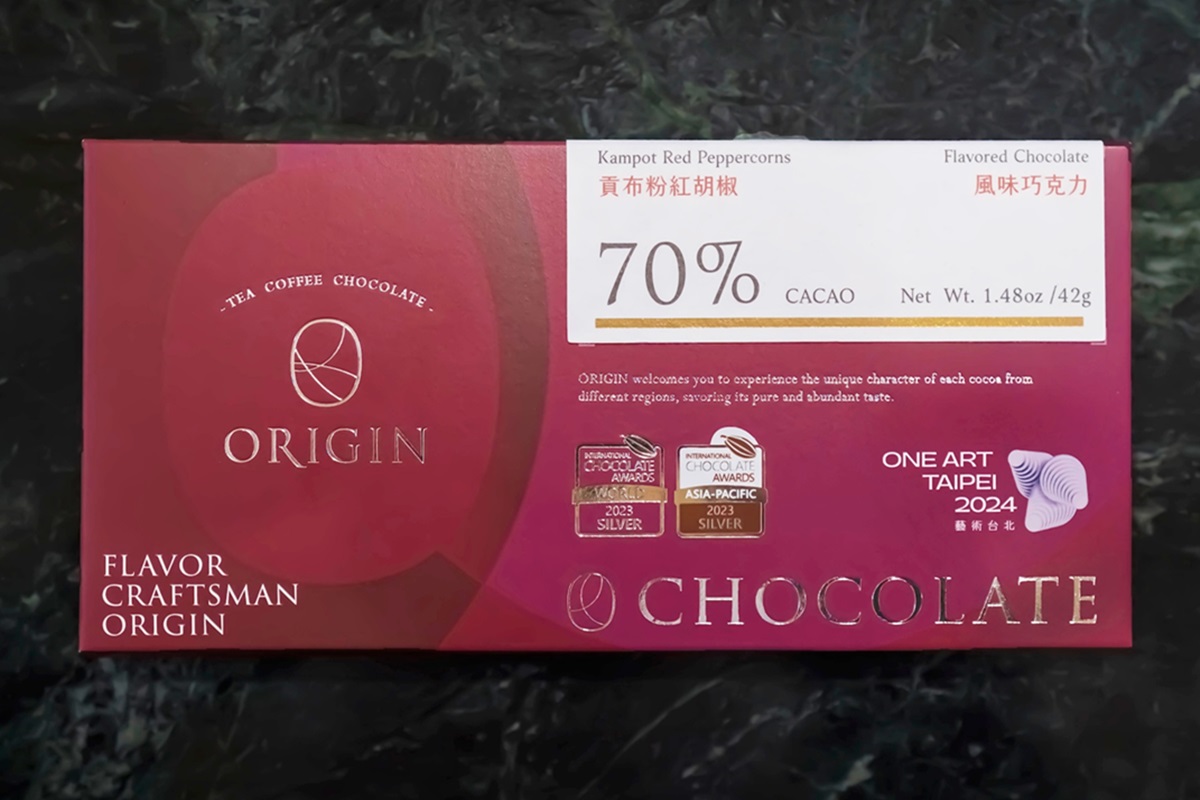 - TEA COFFEE CHOCOLATE -
ORIGIN
FLAVOR
CRAFTSMAN
ORIGIN
Kampot Red Peppercorns
貢布粉紅胡椒
Flavored Chocolate
風味巧克力
70% CACAO Net Wt. 1.48oz /42g
ORIGIN welcomes you to experience the unique character of each cocoa from
different regions, savoring its pure and abundant taste.
INTERNATIONAL
CHOCOLATE
AWARDS
WORLD
2023
SILVER
INTERNATIONAL
CHOCOLATE
AWARDS
ASIA-PACIFIC
2023
SILVER
ONE ART
TAIPEI
2024
藝術台北
CHOCOLATE